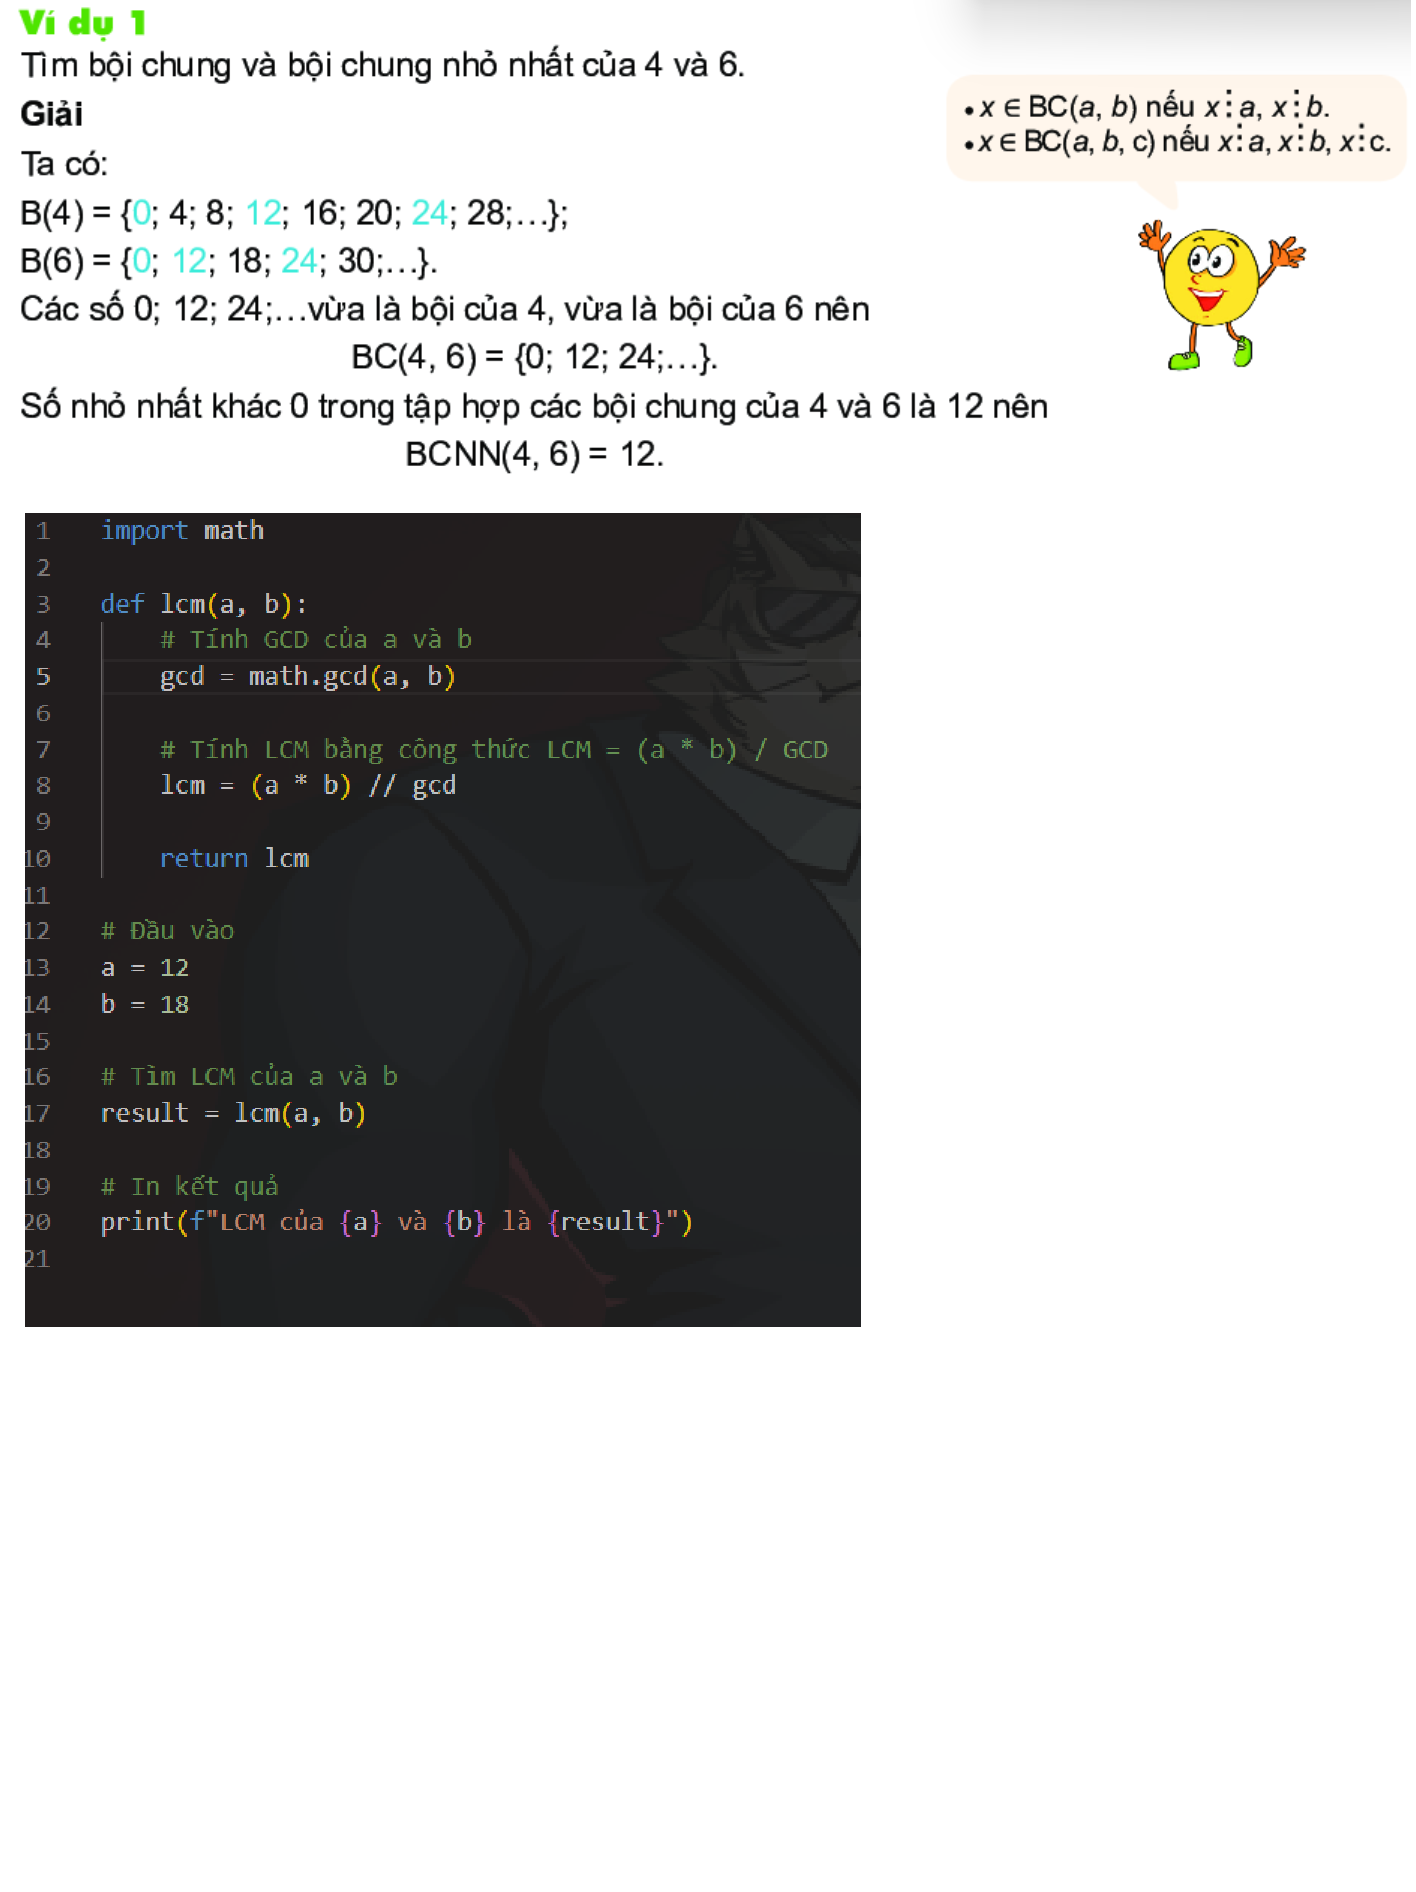 Ví dụ 1
Tìm bội chung và bội chung nhỏ nhất của 4 và 6.
Giải
Ta có:
B(4) = {0; 4; 8; 12; 16; 20; 24; 28;...};
B(6) = {0; 12; 18; 24; 30;...}.
Các số 0; 12; 24;...vừa là bội của 4, vừa là bội của 6 nên
BC(4, 6) = {0; 12; 24;...}.
Số nhỏ nhất khác 0 trong tập hợp các bội chung của 4 và 6 là 12 nên
BCNN(4, 6) = 12.
• x ∈ BC(a, b) nếu x ⋮ a, x ⋮ b.
• x ∈ BC(a, b, c) nếu x ⋮ a, x ⋮ b, x ⋮ c.
1 import math
2
3 def lcm(a, b):
4 # Tính GCD của a và b
5 gcd = math.gcd(a, b)
6
7 # Tính LCM bằng công thức LCM = (a * b) / GCD
8 lcm = (a * b) // gcd
9
10 return lcm
11
12 # Đầu vào
13 a = 12
14 b = 18
15
16 # Tìm LCM của a và b
17 result = lcm(a, b)
18
19 # In kết quả
20 print(f"LCM của {a} và {b} là {result}")
21